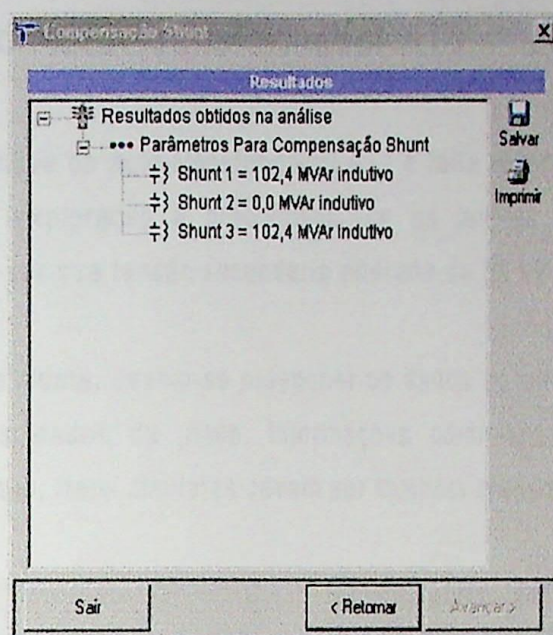 Compensação Shunt
Resultados
Resultados obtidos na análise
Parâmetros Para Compensação Shunt
Shunt 1 = 102,4 MVAr indutivo
Shunt 2 = 0,0 MVAr indutivo
Shunt 3 = 102,4 MVAr indutivo
Salvar
Imprimir
Sair
< Retornar
Avançar >